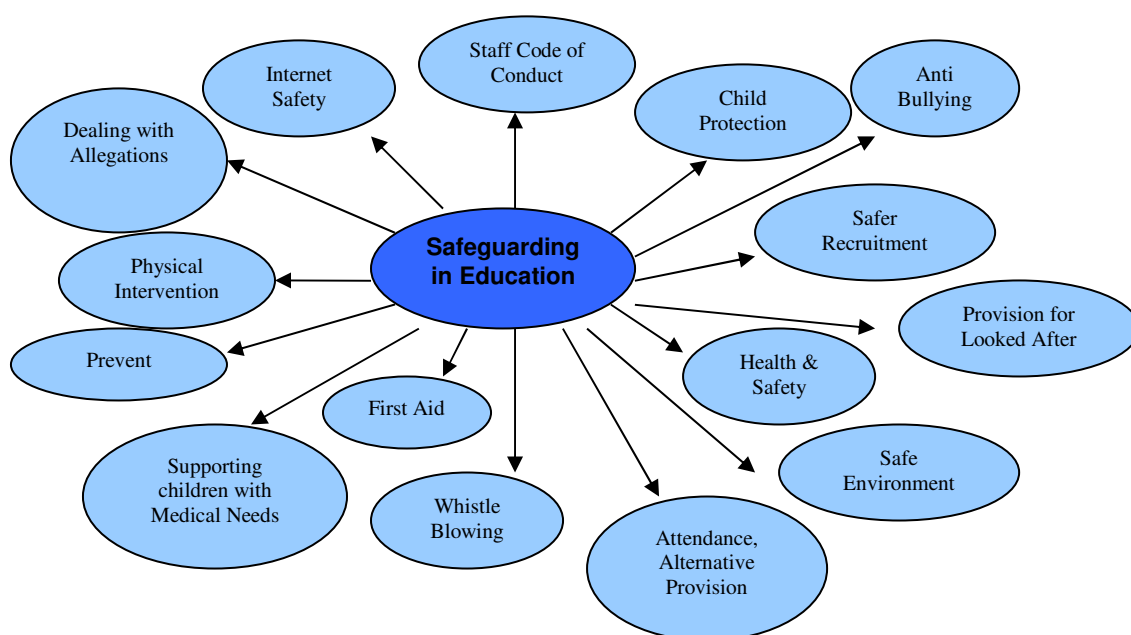 Staff Code of
Conduct
Internet
Safety
Anti
Bullying
Child
Protection
Dealing with
Allegations
Safer
Recruitment
Safeguarding
in Education
Physical
Intervention
Provision for
Looked After
Prevent
Health &
Safety
First Aid
Safe
Environment
Supporting
children with
Medical Needs
Whistle
Blowing
Attendance,
Alternative
Provision